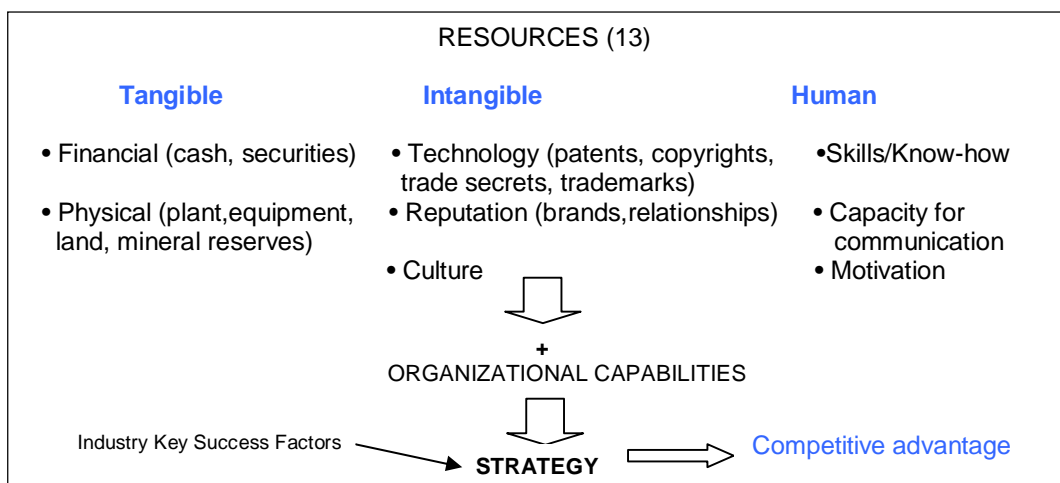 RESOURCES (13)
Tangible
Intangible
Human
• Financial (cash, securities)
• Physical (plant,equipment,
land, mineral reserves)
• Technology (patents, copyrights,
trade secrets, trademarks)
• Reputation (brands,relationships)
• Culture
•Skills/Know-how
• Capacity for
communication
• Motivation
+
ORGANIZATIONAL CAPABILITIES
Industry Key Success Factors
STRATEGY
Competitive advantage